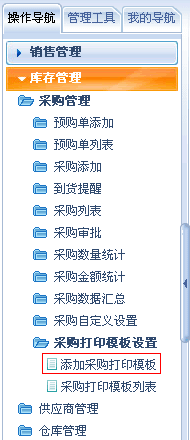 操作导航 管理工具 我的导航
销售管理
库存管理
采购管理
预购单添加
预购单列表
采购添加
到货提醒
采购列表
采购审批
采购数量统计
采购金额统计
采购数据汇总
采购自定义设置
采购打印模板设置
添加采购打印模板
采购打印模板列表
供应商管理
仓库管理